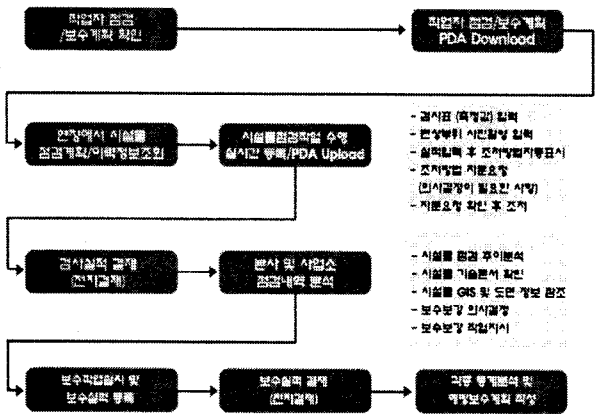 작업자 점검
/보수계획 확인
작업자 점검/보수계획
PDA Download
현장에서 시설물
점검계획/이력정보조회
시설물점검작업 수행
실시간 등록/PDA Upload
- 검사표 (측정값) 입력
- 변상부위 사진촬영 입력
- 실적입력 후 조치방법자동표시
- 조치방법 자문요청
(의사결정이 필요한 사항)
- 자문요청 확인 후 조치
검사실적 결재
(전자결재)
본사 및 사업소
점검내역 분석
- 시설물 점검 추이분석
- 시설물 기술문서 확인
- 시설물 GIS 및 도면 정보 참조
- 보수보강 의사결정
- 보수보강 작업지시
보수작업실시 및
보수실적 등록
보수실적 결재
(전자결재)
각종 통계분석 및
예방보수계획 작성